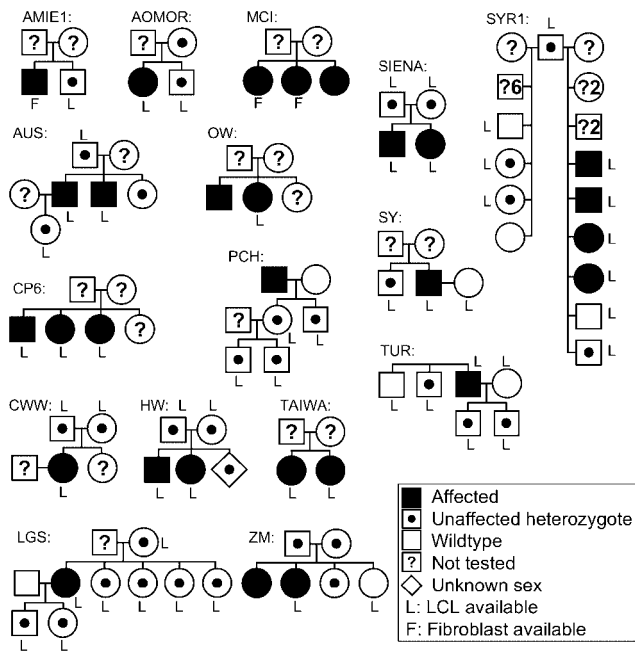 AMIE1:
? ?
F L
AOMOR:
?
L L
MCI:
? ?
F F
SIENA:
L L
L L
SYR1:
L
? ?
?6 ?2
?2
L
L L
L L
L
L
L
L
AUS:
L
?
?
L L
L
OW:
? ?
?
L
SY:
? ?
L L
CP6:
? ?
?
L L L
PCH:
?
L
L
L L
TUR:
L L
L L
L L
CWW:
L L
? ?
L
HW:
L L
L L
TAIWA:
? ?
L L
LGS:
?
L
L L L L L
L L
ZM:
L L
Affected
Unaffected heterozygote
Wildtype
? Not tested
Unknown sex
L: LCL available
F: Fibroblast available